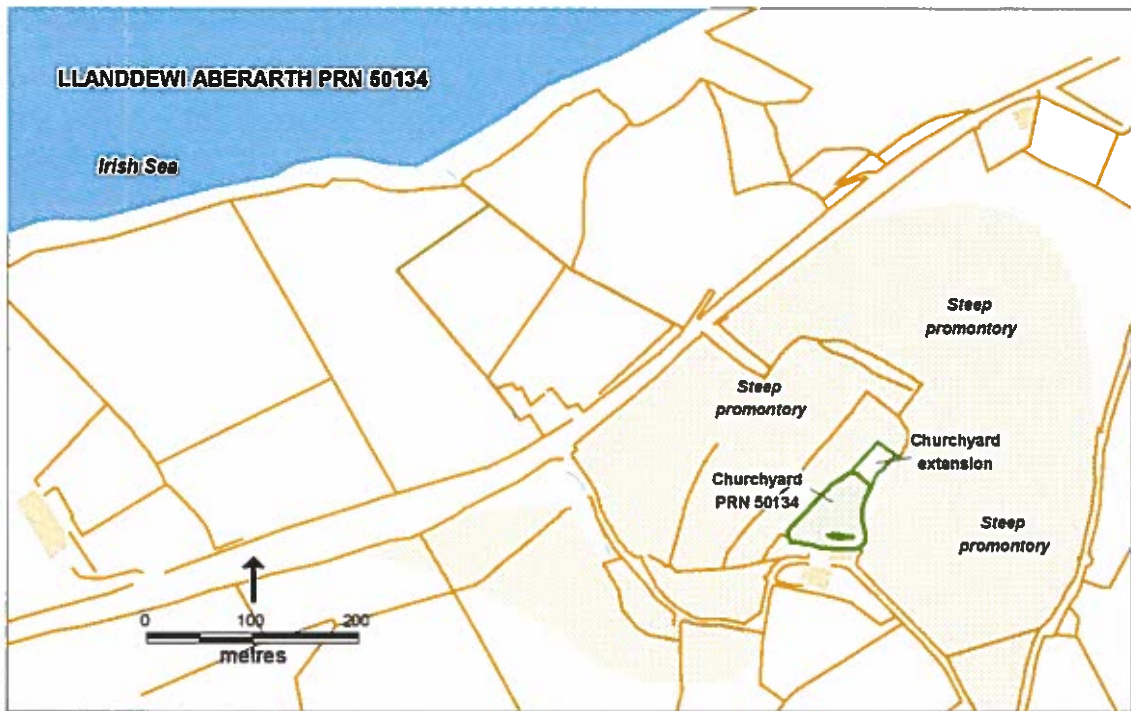 LLANDDEWI ABERARTH PRN 50134
Irish Sea
Steep
promontory
Steep
promontory
Churchyard
extension
Churchyard
PRN 50134
Steep
promontory
0 100 200
metres